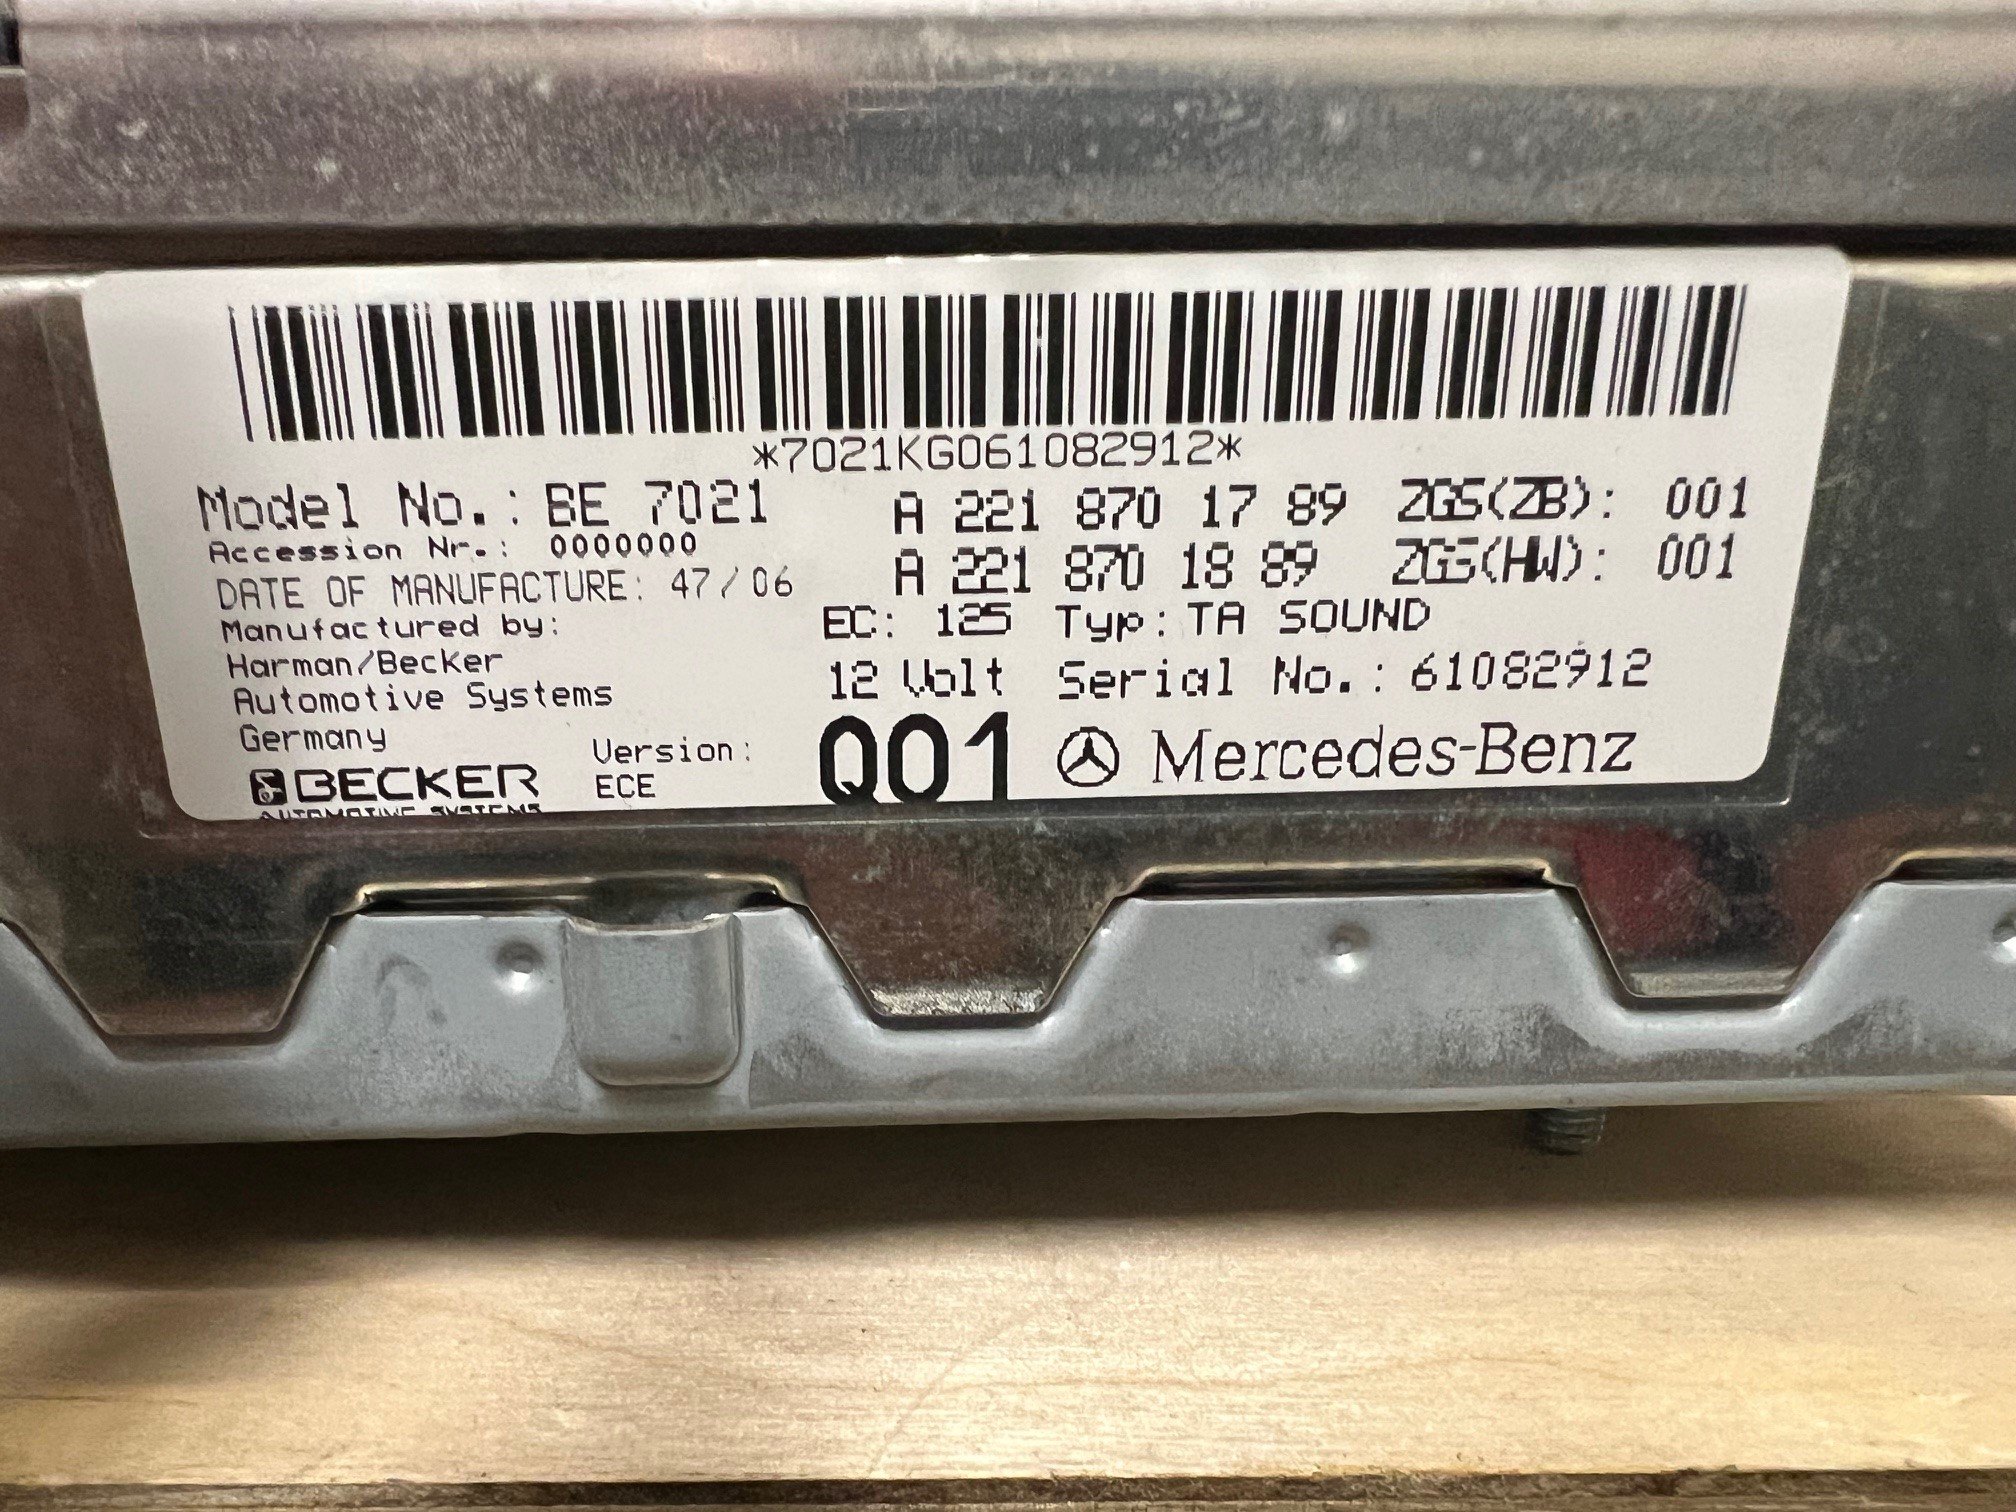 *7021KG061082912*
Model No.: BE 7021 A 221 870 17 89 ZGS(ZB): 001
Accession Nr.: 0000000 A 221 870 18 89 ZGS(HW): 001
DATE OF MANUFACTURE: 47/06
Manufactured by: EC: 125 Typ: TA SOUND
Harman/Becker 12 Volt Serial No.: 61082912
Automotive Systems
Germany Version: Q01 Mercedes-Benz
BECKER ECE
AUTOMOTIVE SYSTEMS